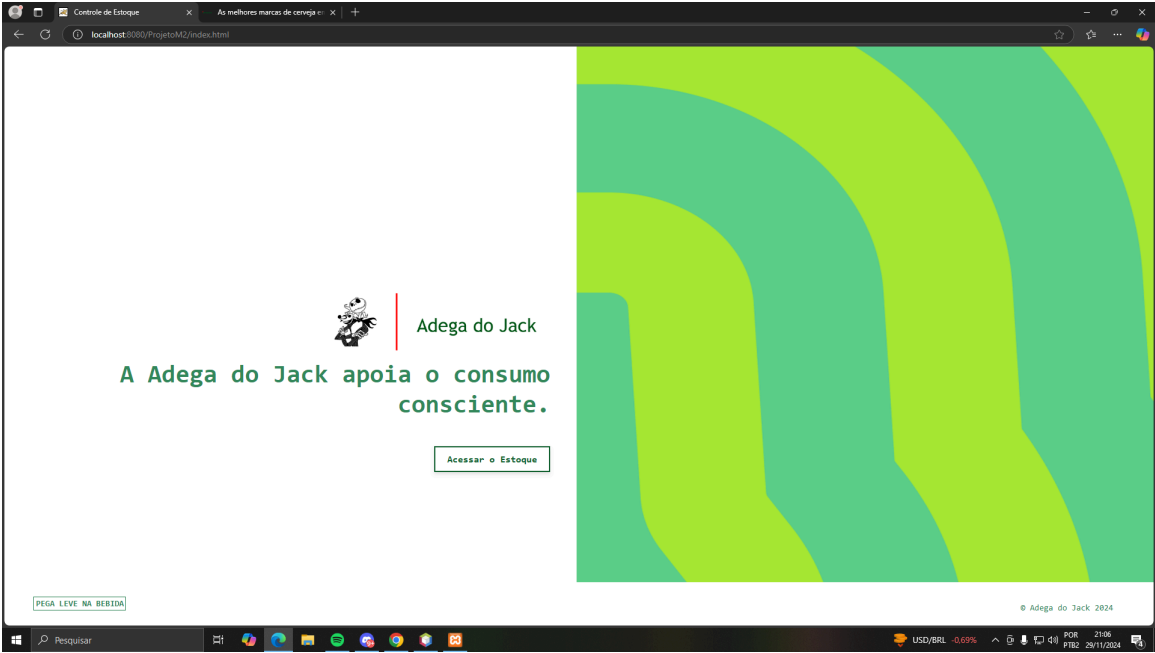 Controle de Estoque
As melhores marcas de cerveja e
localhost:8080/ProjetoM2/index.html
Adega do Jack
A Adega do Jack apoia o consumo
consciente.
Acessar o Estoque
PEGA LEVE NA BEBIDA
© Adega do Jack 2024
Pesquisar
USD/BRL -0,69%
POR
PTB2
21:06
29/11/2024
4